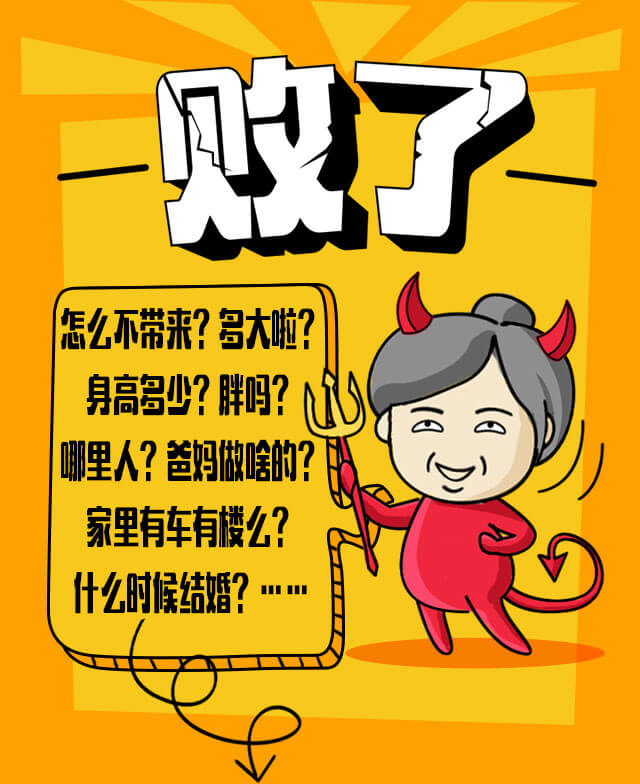 败了
怎么不带来？多大啦？
身高多少？胖吗？
哪里人？爸妈做啥的？
家里有车有楼么？
什么时候结婚？……